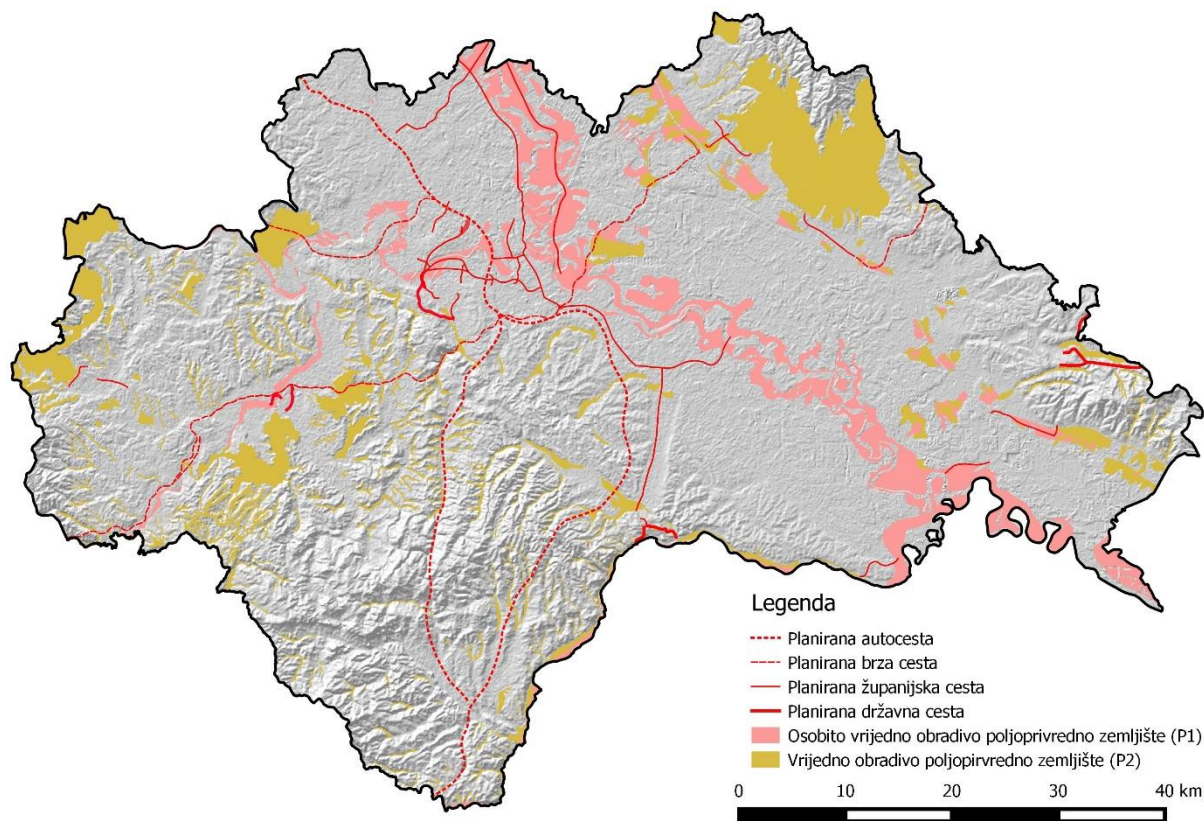 Legenda
Planirana autocesta
Planirana brza cesta
Planirana županijska cesta
Planirana državna cesta
Osobito vrijedno obradivo poljoprivredno zemljište (P1)
Vrijedno obradivo poljopirvredno zemljište (P2)
0 10 20 30 40 km